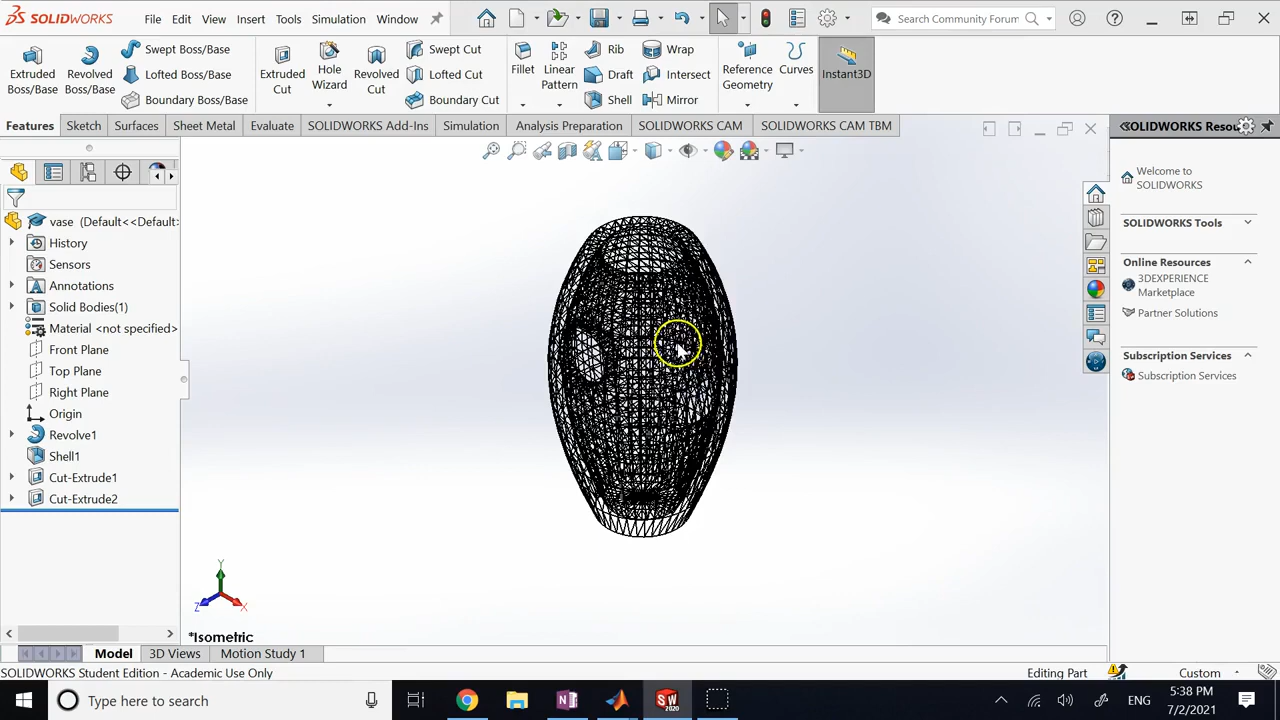 SOLIDWORKS
File Edit View Insert Tools Simulation Window
Search Community Forum
Extruded Boss/Base
Revolved Boss/Base
Swept Boss/Base
Lofted Boss/Base
Boundary Boss/Base
Extruded Cut
Hole Wizard
Revolved Cut
Swept Cut
Lofted Cut
Boundary Cut
Fillet
Linear Pattern
Rib
Draft
Shell
Wrap
Intersect
Mirror
Reference Geometry
Curves
Instant3D
Features Sketch Surfaces Sheet Metal Evaluate SOLIDWORKS Add-Ins Simulation Analysis Preparation SOLIDWORKS CAM SOLIDWORKS CAM TBM
OLIDWORKS Resou
vase (Default<<Default:
History
Sensors
Annotations
Solid Bodies(1)
Material <not specified>
Front Plane
Top Plane
Right Plane
Origin
Revolve1
Shell1
Cut-Extrude1
Cut-Extrude2
Welcome to
SOLIDWORKS
SOLIDWORKS Tools
Online Resources
3DEXPERIENCE
Marketplace
Partner Solutions
Subscription Services
Subscription Services
Y
Z
X
*Isometric
Model 3D Views Motion Study 1
SOLIDWORKS Student Edition - Academic Use Only
Editing Part
Custom
Type here to search
SW
2020
ENG
5:38 PM
7/2/2021